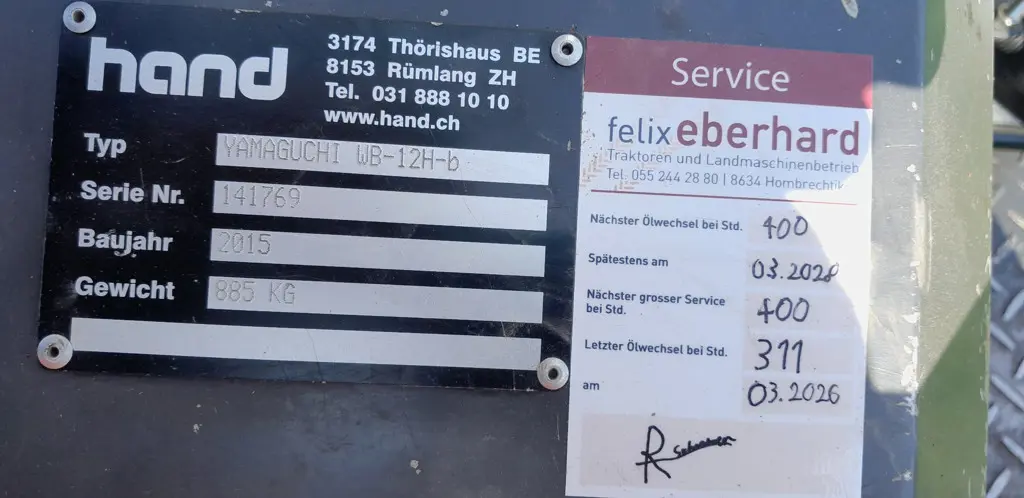 hand
3174 Thörishaus BE
8153 Rümlang ZH
Tel. 031 888 10 10
www.hand.ch
Typ YAMAGUCHI WB-12H-b
Serie Nr. 141769
Baujahr 2015
Gewicht 885 KG
Service
felix eberhard
Traktoren und Landmaschinenbetrieb
Tel. 055 244 28 80 | 8634 Hombrechtikon
Nächster Ölwechsel bei Std. 400
Spätestens am 03.2028
Nächster grosser Service
bei Std. 400
Letzter Ölwechsel bei Std. 311
am 03.2026